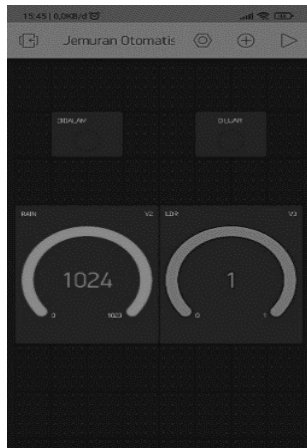 15:45 | 0,0KB/d
Jemuran Otomatis
DIDALAM
DILUAR
RAIN V2
LDR V3
1024
1
0 1023
0 1